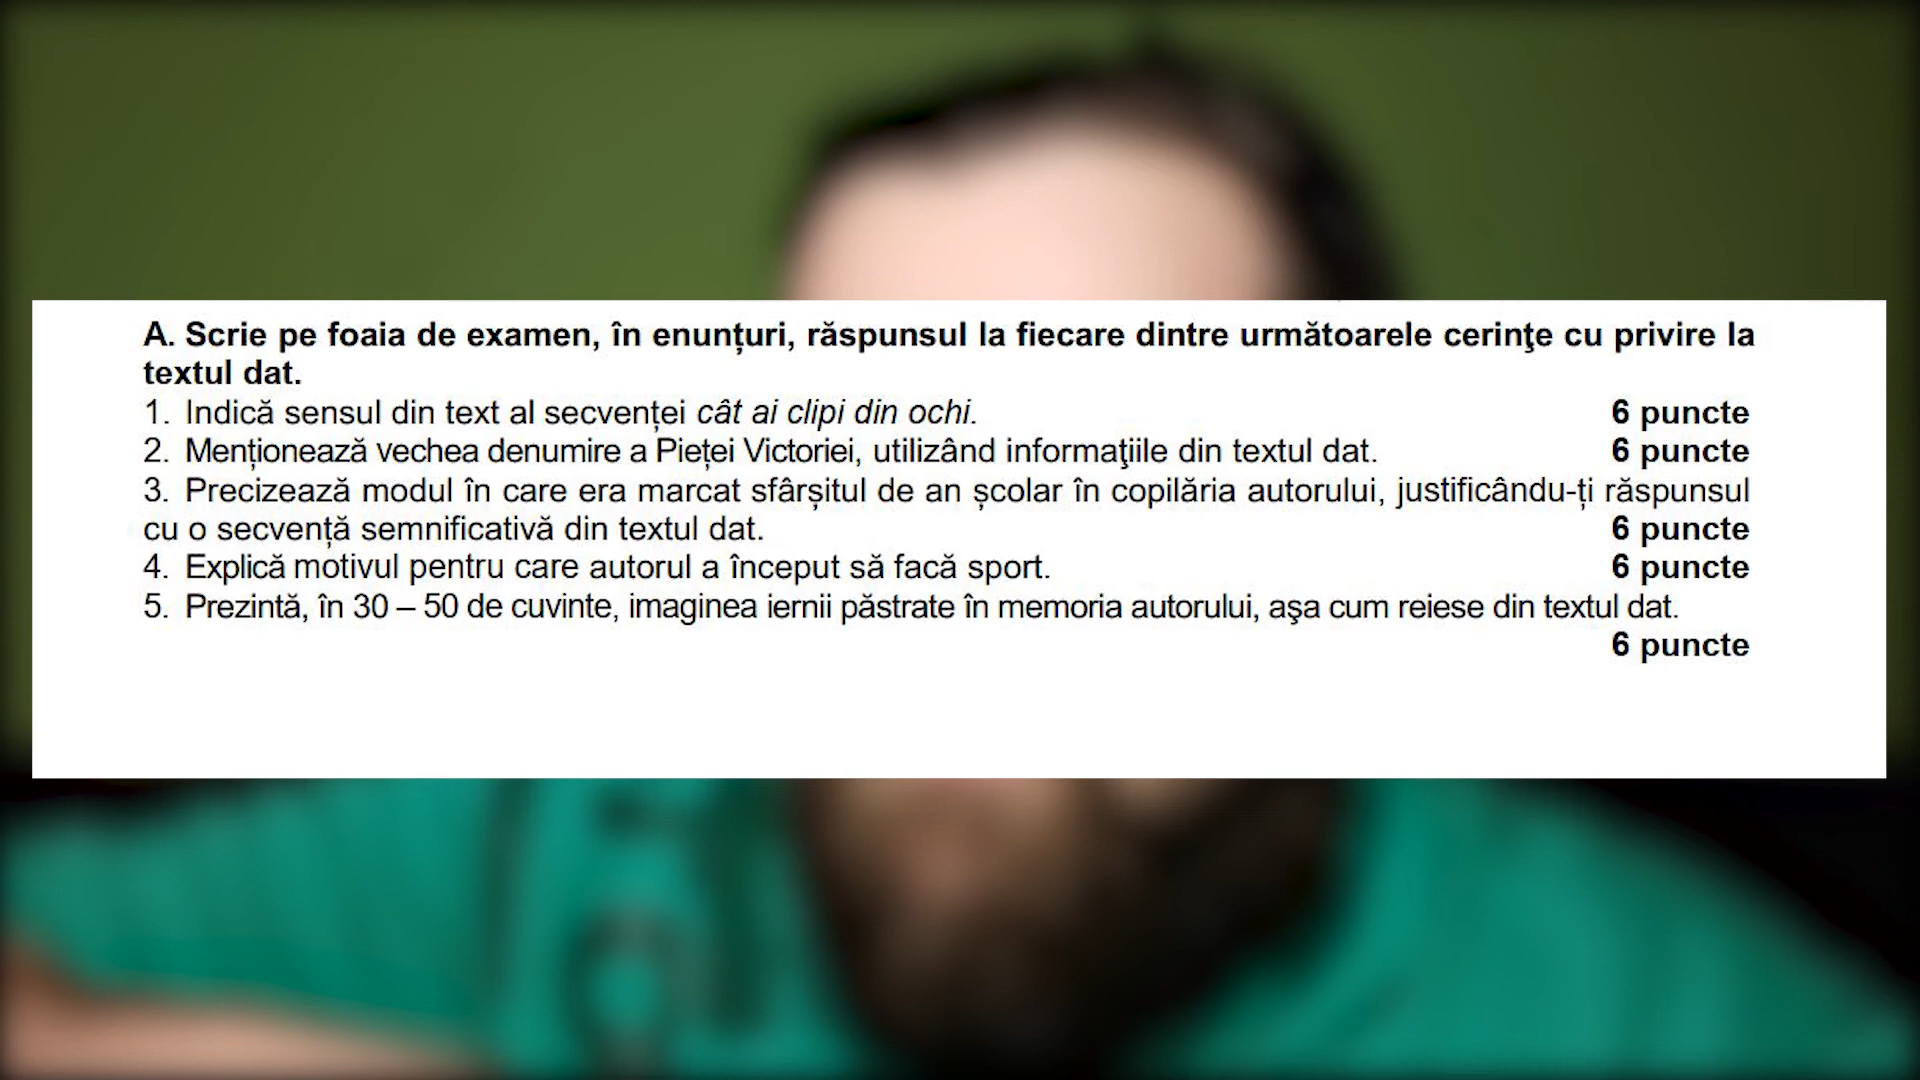 A. Scrie pe foaia de examen, în enunțuri, răspunsul la fiecare dintre următoarele cerinţe cu privire la
textul dat.
1. Indică sensul din text al secvenței cât ai clipi din ochi. 6 puncte
2. Menționează vechea denumire a Pieței Victoriei, utilizând informaţiile din textul dat. 6 puncte
3. Precizează modul în care era marcat sfârșitul de an școlar în copilăria autorului, justificându-ți răspunsul
cu o secvență semnificativă din textul dat. 6 puncte
4. Explică motivul pentru care autorul a început să facă sport. 6 puncte
5. Prezintă, în 30 – 50 de cuvinte, imaginea iernii păstrate în memoria autorului, aşa cum reiese din textul dat.
6 puncte